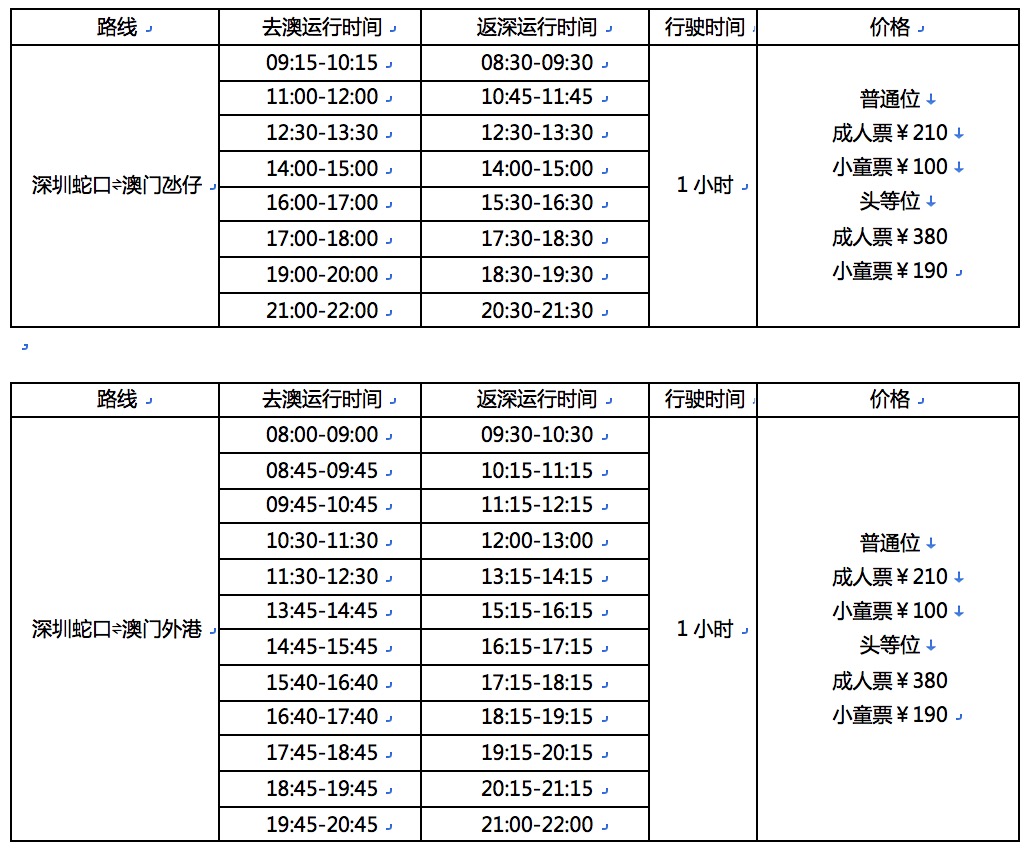 路线 去澳运行时间 返深运行时间 行驶时间 价格
09:15-10:15 08:30-09:30
11:00-12:00 10:45-11:45
普通位
12:30-13:30 12:30-13:30
成人票￥210
14:00-15:00 14:00-15:00
小童票￥100
深圳蛇口⇌澳门氹仔 1 小时
16:00-17:00 15:30-16:30
头等位
17:00-18:00 17:30-18:30
成人票￥380
19:00-20:00 18:30-19:30
小童票￥190
21:00-22:00 20:30-21:30
路线 去澳运行时间 返深运行时间 行驶时间 价格
08:00-09:00 09:30-10:30
08:45-09:45 10:15-11:15
09:45-10:45 11:15-12:15
10:30-11:30 12:00-13:00
普通位
11:30-12:30 13:15-14:15
成人票￥210
13:45-14:45 15:15-16:15
小童票￥100
深圳蛇口⇌澳门外港 1 小时
14:45-15:45 16:15-17:15
头等位
15:40-16:40 17:15-18:15
成人票￥380
16:40-17:40 18:15-19:15
小童票￥190
17:45-18:45 19:15-20:15
18:45-19:45 20:15-21:15
19:45-20:45 21:00-22:00